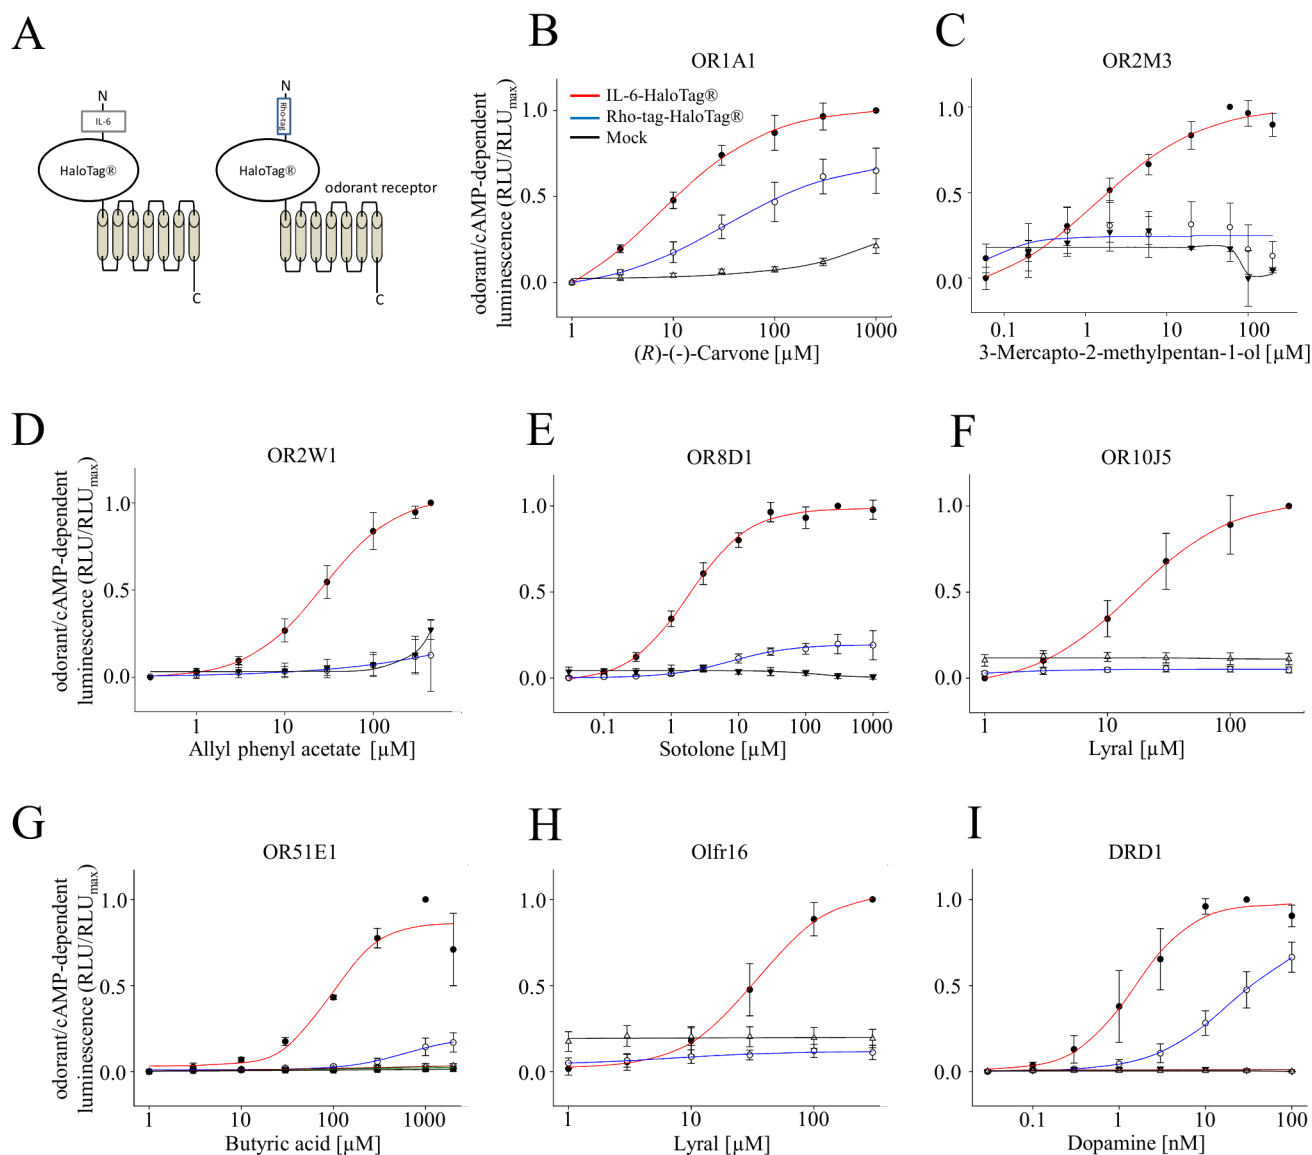 A
N
IL-6
HaloTag®
C
N
Rho-tag
HaloTag®
odorant receptor
C
B
OR1A1
odorant/cAMP-dependent
luminescence (RLU/RLUmax)
1.0
0.5
0.0
IL-6-HaloTag®
Rho-tag-HaloTag®
Mock
1 10 100 1000
(R)-(-)-Carvone [µM]
C
OR2M3
1.0
0.5
0.0
0.1 1 10 100
3-Mercapto-2-methylpentan-1-ol [µM]
D
OR2W1
odorant/cAMP-dependent
luminescence (RLU/RLUmax)
1.0
0.5
0.0
1 10 100
Allyl phenyl acetate [µM]
E
OR8D1
1.0
0.5
0.0
0.1 1 10 100 1000
Sotolone [µM]
F
OR10J5
1.0
0.5
0.0
1 10 100
Lyral [µM]
G
OR51E1
odorant/cAMP-dependent
luminescence (RLU/RLUmax)
1.0
0.5
0.0
1 10 100 1000
Butyric acid [µM]
H
Olfr16
1.0
0.5
0.0
1 10 100
Lyral [µM]
I
DRD1
1.0
0.5
0.0
0.1 1 10 100
Dopamine [nM]